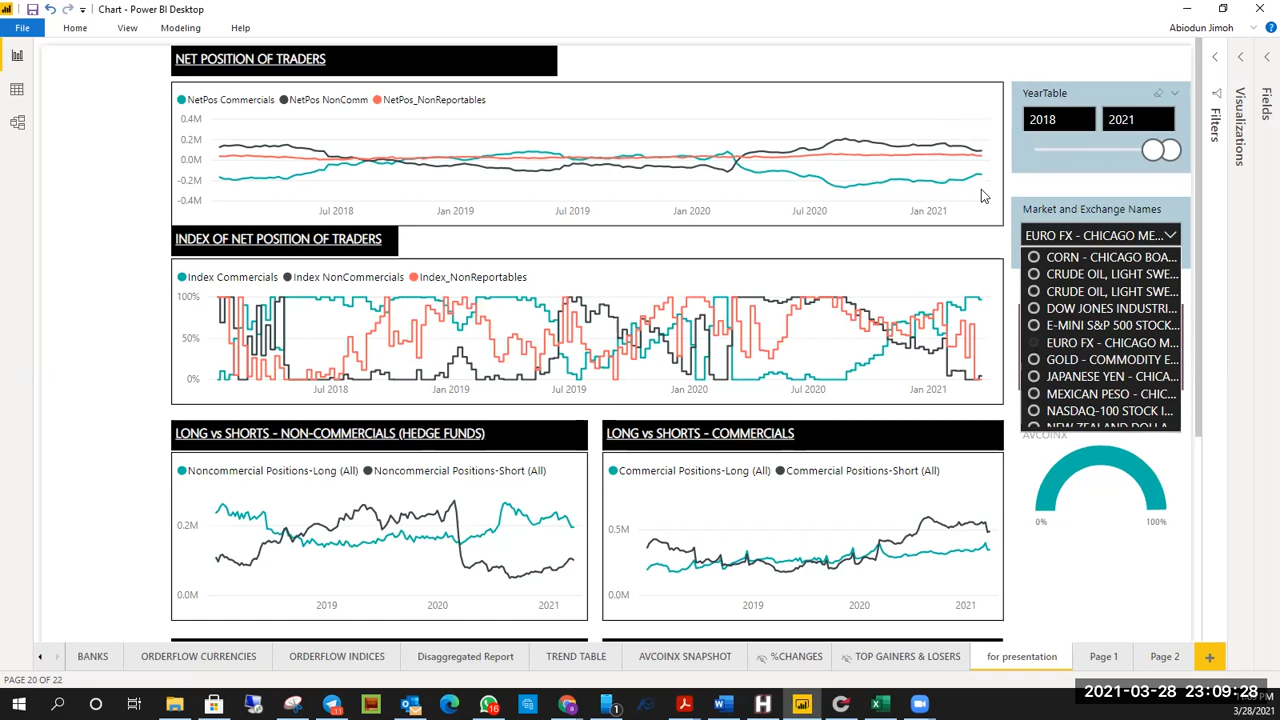 Chart - Power BI Desktop
File
Home
View
Modeling
Help
Abiodun Jimoh
NET POSITION OF TRADERS
NetPos Commercials NetPos NonComm NetPos_NonReportables
0.4M
0.2M
0.0M
-0.2M
-0.4M
Jul 2018 Jan 2019 Jul 2019 Jan 2020 Jul 2020 Jan 2021
INDEX OF NET POSITION OF TRADERS
Index Commercials Index NonCommercials Index_NonReportables
100%
50%
0%
Jul 2018 Jan 2019 Jul 2019 Jan 2020 Jul 2020 Jan 2021
LONG vs SHORTS - NON-COMMERCIALS (HEDGE FUNDS)
Noncommercial Positions-Long (All) Noncommercial Positions-Short (All)
0.2M
0.0M
2019 2020 2021
LONG vs SHORTS - COMMERCIALS
Commercial Positions-Long (All) Commercial Positions-Short (All)
0.5M
0.0M
2019 2020 2021
YearTable
2018 2021
Market and Exchange Names
EURO FX - CHICAGO ME...
CORN - CHICAGO BOA...
CRUDE OIL, LIGHT SWE...
CRUDE OIL, LIGHT SWE...
DOW JONES INDUSTRI...
E-MINI S&P 500 STOCK...
EURO FX - CHICAGO M...
GOLD - COMMODITY E...
JAPANESE YEN - CHICA...
MEXICAN PESO - CHIC...
NASDAQ-100 STOCK I...
NEW ZEALAND DOLLA...
AVCOINX
0% 100%
Filters
Visualizations
Fields
BANKS
ORDERFLOW CURRENCIES
ORDERFLOW INDICES
Disaggregated Report
TREND TABLE
AVCOINX SNAPSHOT
%CHANGES
TOP GAINERS & LOSERS
for presentation
Page 1
Page 2
PAGE 20 OF 22
2021-03-28 23:09:28
16
1
3/28/2021